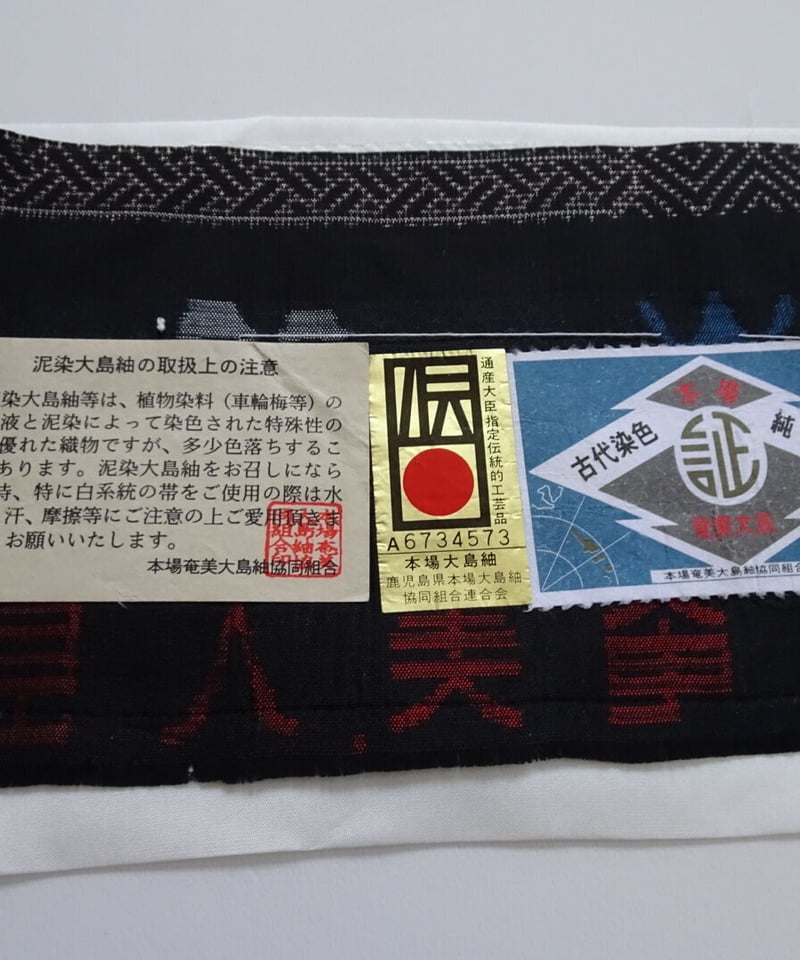 泥染大島紬の取扱上の注意
染大島紬等は、植物染料（車輪梅等）の
液と泥染によって染色された特殊性の
優れた織物ですが、多少色落ちするこ
あります。泥染大島紬をお召しになら
時、特に白系統の帯をご使用の際は水
汗、摩擦等にご注意の上ご愛用頂きま
お願いいたします。
本場奄美大島紬協同組合
伝
通産大臣指定伝統的工芸品
A6734573
本場大島紬
鹿児島県本場大島紬
協同組合連合会
本場
古代染色
純
証
奄美大島
本場奄美大島紬協同組合
人美